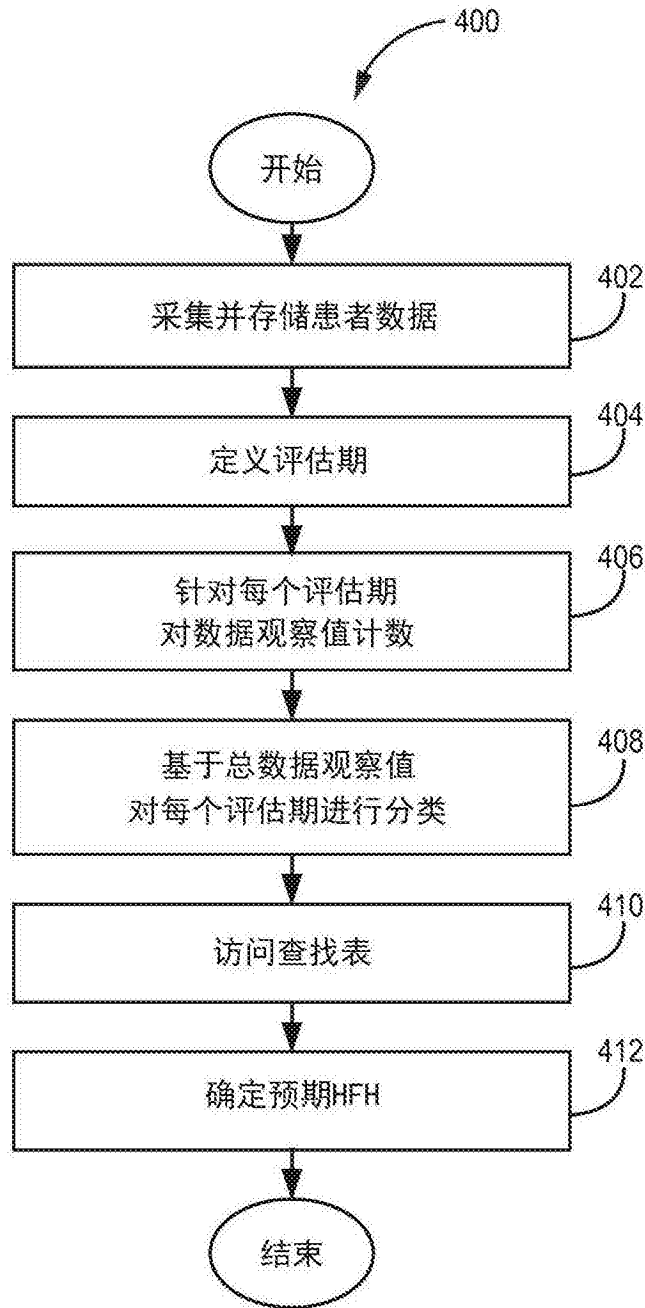 400
开始
402
采集并存储患者数据
404
定义评估期
406
针对每个评估期
对数据观察值计数
408
基于总数据观察值
对每个评估期进行分类
410
访问查找表
412
确定预期HFH
结束